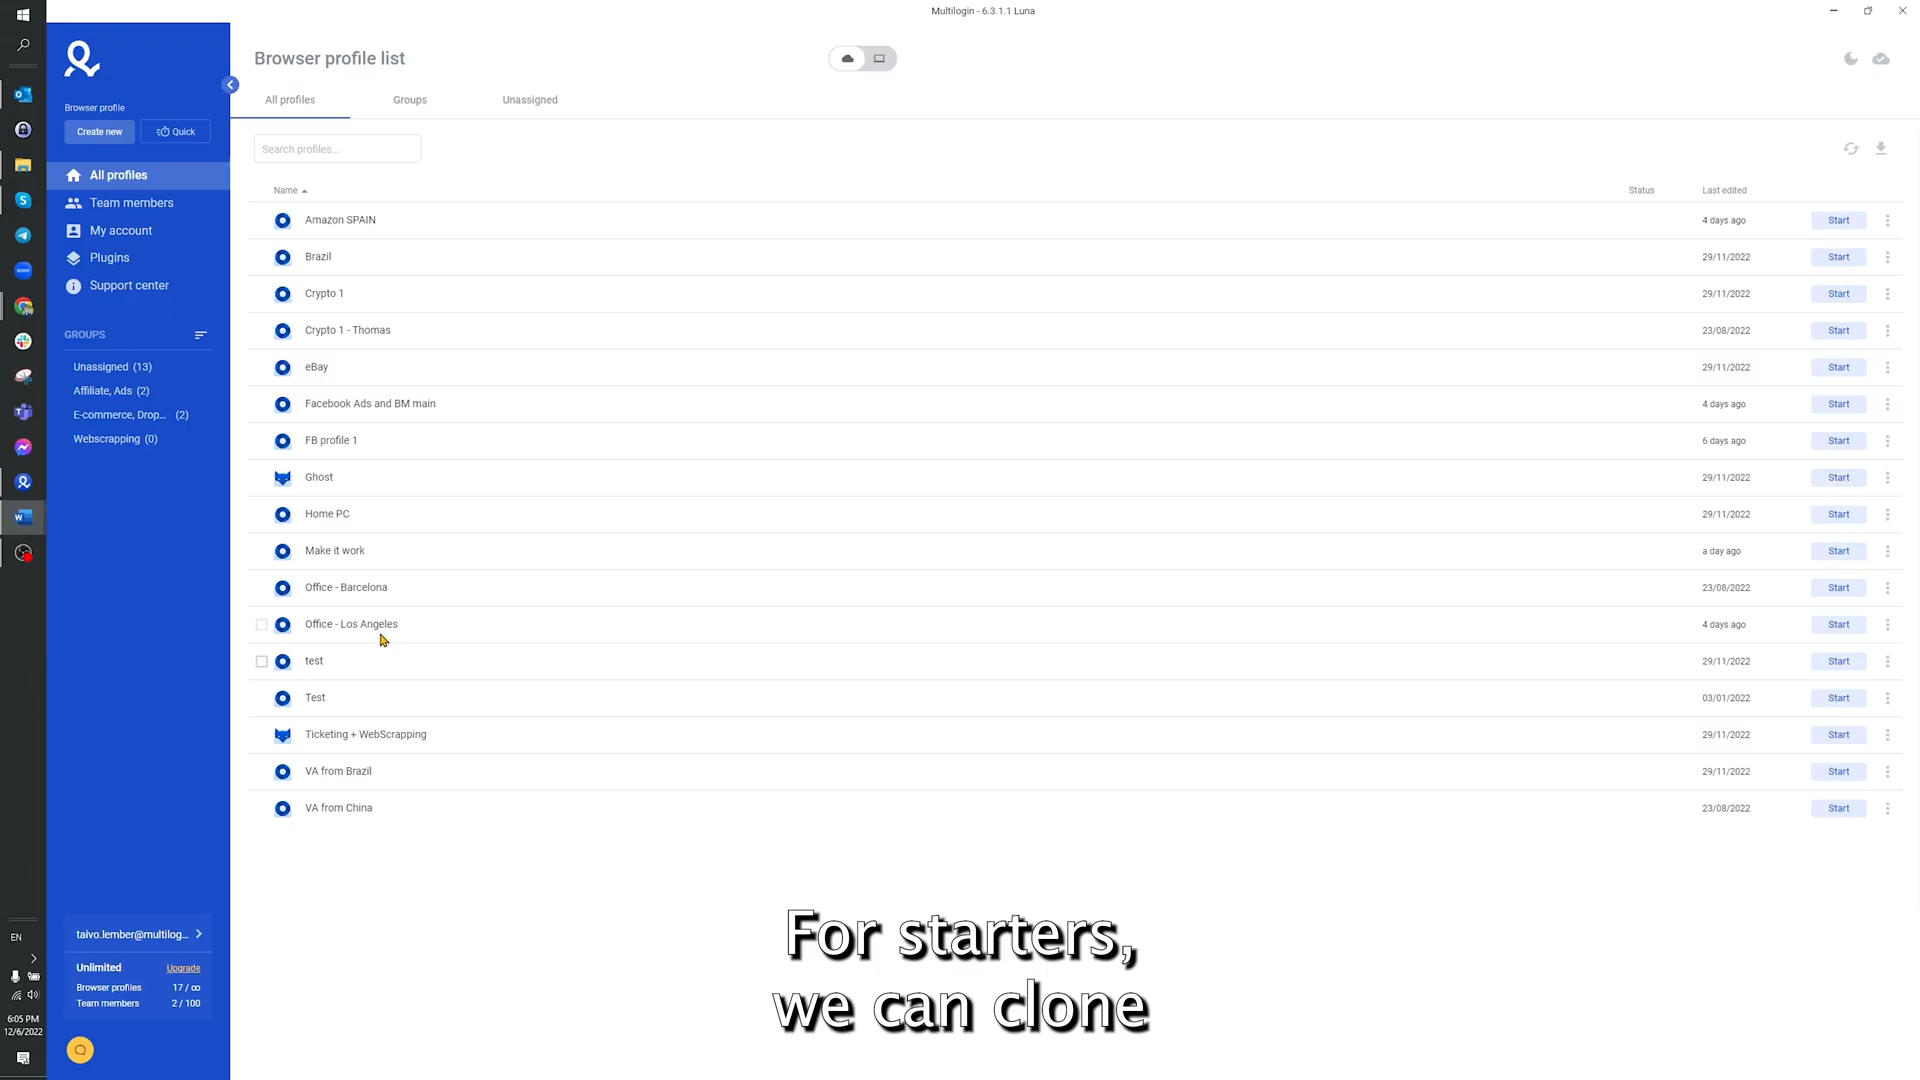 Multilogin - 6.3.1.1 Luna
Browser profile list
Browser profile
Create new
Quick
All profiles
Team members
My account
Plugins
Support center
GROUPS
Unassigned (13)
Affiliate, Ads (2)
E-commerce, Drop... (2)
Webscrapping (0)
taivo.lember@multilog...
Unlimited
Upgrade
Browser profiles 17 / ∞
Team members 2 / 100
All profiles
Groups
Unassigned
Search profiles...
Name
Status
Last edited
Amazon SPAIN 4 days ago Start
Brazil 29/11/2022 Start
Crypto 1 29/11/2022 Start
Crypto 1 - Thomas 23/08/2022 Start
eBay 29/11/2022 Start
Facebook Ads and BM main 4 days ago Start
FB profile 1 6 days ago Start
Ghost 29/11/2022 Start
Home PC 29/11/2022 Start
Make it work a day ago Start
Office - Barcelona 23/08/2022 Start
Office - Los Angeles 4 days ago Start
test 29/11/2022 Start
Test 03/01/2022 Start
Ticketing + WebScrapping 29/11/2022 Start
VA from Brazil 29/11/2022 Start
VA from China 23/08/2022 Start
For starters,
we can clone
EN
6:05 PM
12/6/2022